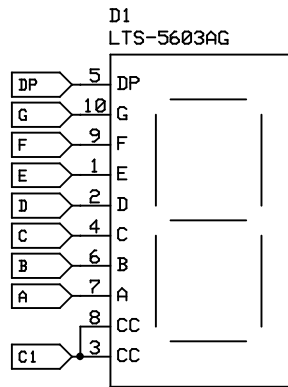 D1
LTS-5603AG
DP 5 DP
G 10 G
F 9 F
E 1 E
D 2 D
C 4 C
B 6 B
A 7 A
8 CC
C1 3 CC